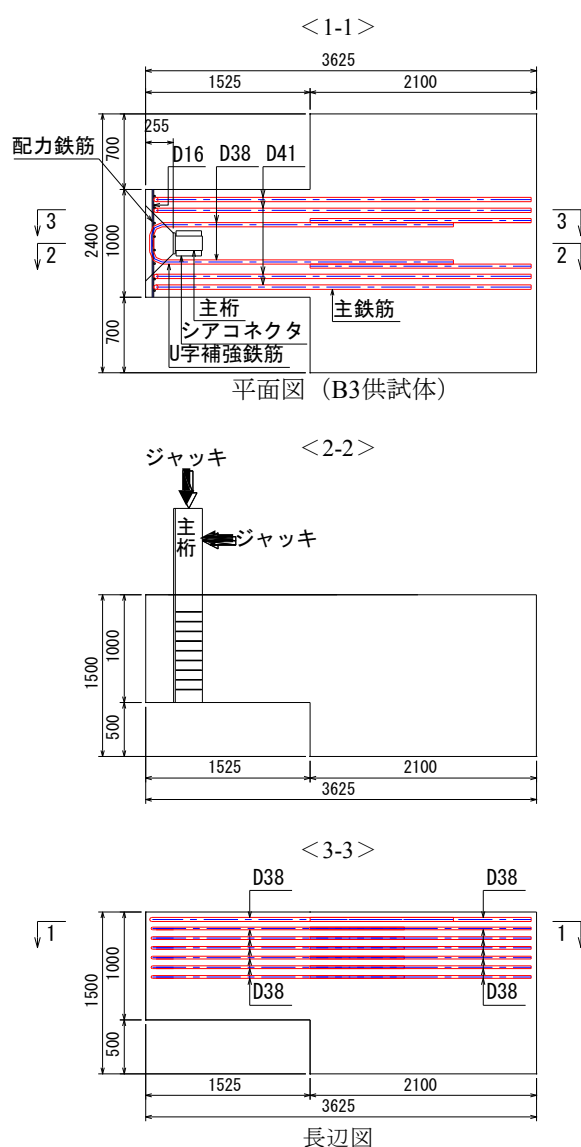 <1-1>
3625
1525
2100
255
配力鉄筋
D16
D38
D41
700
2400
1000
700
3
2
3
2
主桁
主鉄筋
シアコネクタ
U字補強鉄筋
平面図（B3供試体）
<2-2>
ジャッキ
主桁
ジャッキ
1500
1000
500
1525
2100
3625
<3-3>
D38
D38
1
1
1500
1000
D38
D38
500
1525
2100
3625
長辺図